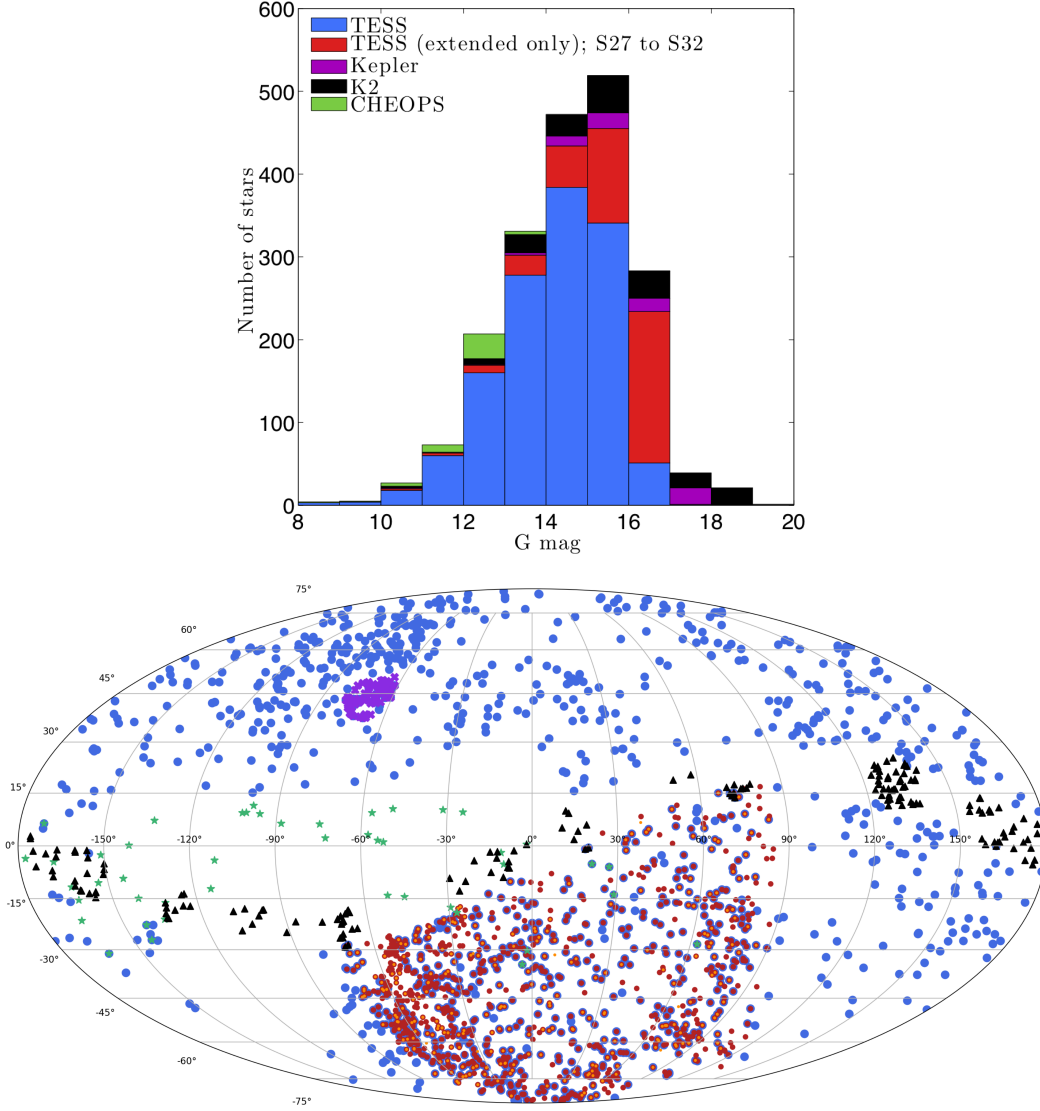 600
TESS
TESS (extended only); S27 to S32
Kepler
K2
CHEOPS
500
400
300
200
100
0
Number of stars
8 10 12 14 16 18 20
G mag
75°
60°
45°
30°
15°
0°
-150° -120° -90° -60° -30° 0° 30° 60° 90° 120° 150°
-15°
-30°
-45°
-60°
-75°